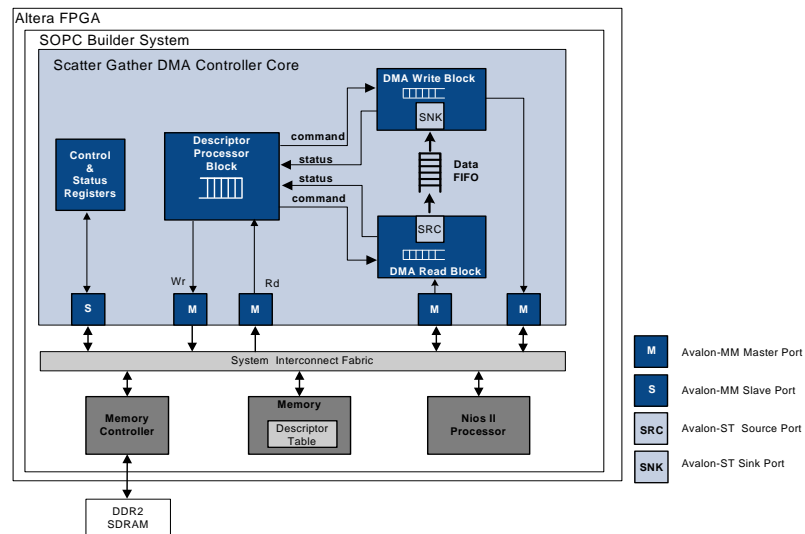 Altera FPGA
SOPC Builder System
Scatter Gather DMA Controller Core
DMA Write Block
SNK
command
Descriptor
Processor
Block
Control
&
Status
Registers
status
Data
FIFO
status
command
SRC
DMA Read Block
Wr
Rd
S
M
M
M
M
System Interconnect Fabric
Memory
Controller
Memory
Descriptor
Table
Nios II
Processor
DDR2
SDRAM
M
Avalon-MM Master Port
S
Avalon-MM Slave Port
SRC
Avalon-ST Source Port
SNK
Avalon-ST Sink Port